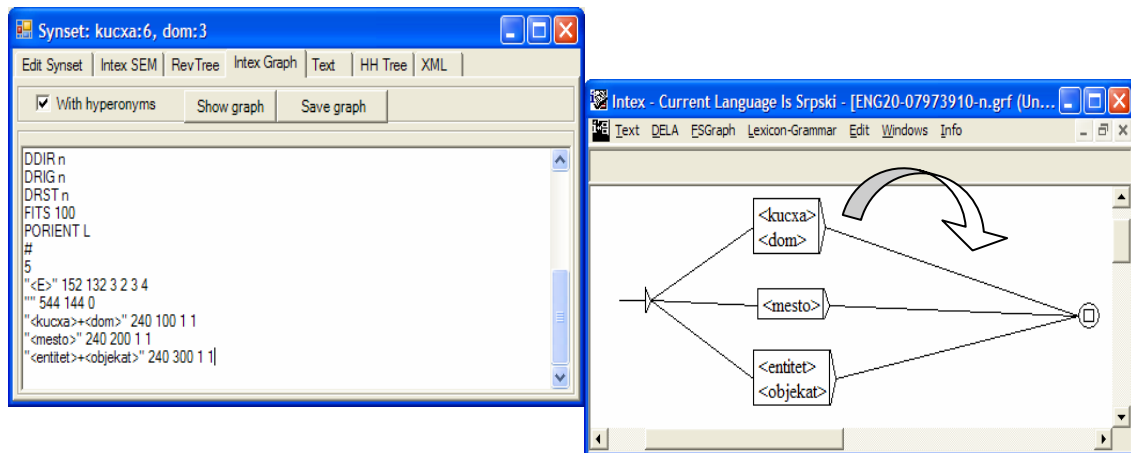 Synset: kucxa:6, dom:3
Edit Synset Intex SEM RevTree Intex Graph Text HH Tree XML
With hyperonyms Show graph Save graph
DDIR n
DRIG n
DRST n
FITS 100
PORIENT L
#
5
"<E>" 152 132 3 2 3 4
"" 544 144 0
"<kucxa>+<dom>" 240 100 1 1
"<mesto>" 240 200 1 1
"<entitet>+<objekat>" 240 300 1 1
Intex - Current Language Is Srpski - [ENG20-07973910-n.grf (Un...
Text DELA FSGraph Lexicon-Grammar Edit Windows Info
<kucxa>
<dom>
<mesto>
<entitet>
<objekat>